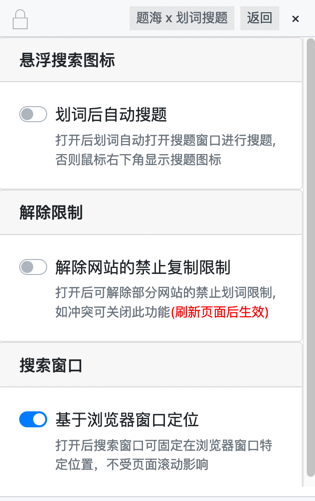 题海 x 划词搜题 返回 ×
悬浮搜索图标
划词后自动搜题
打开后划词自动打开搜题窗口进行搜题,
否则鼠标右下角显示搜题图标
解除限制
解除网站的禁止复制限制
打开后可解除部分网站的禁止划词限制,
如冲突可关闭此功能(刷新页面后生效)
搜索窗口
基于浏览器窗口定位
打开后搜索窗口可固定在浏览器窗口特
定位置，不受页面滚动影响